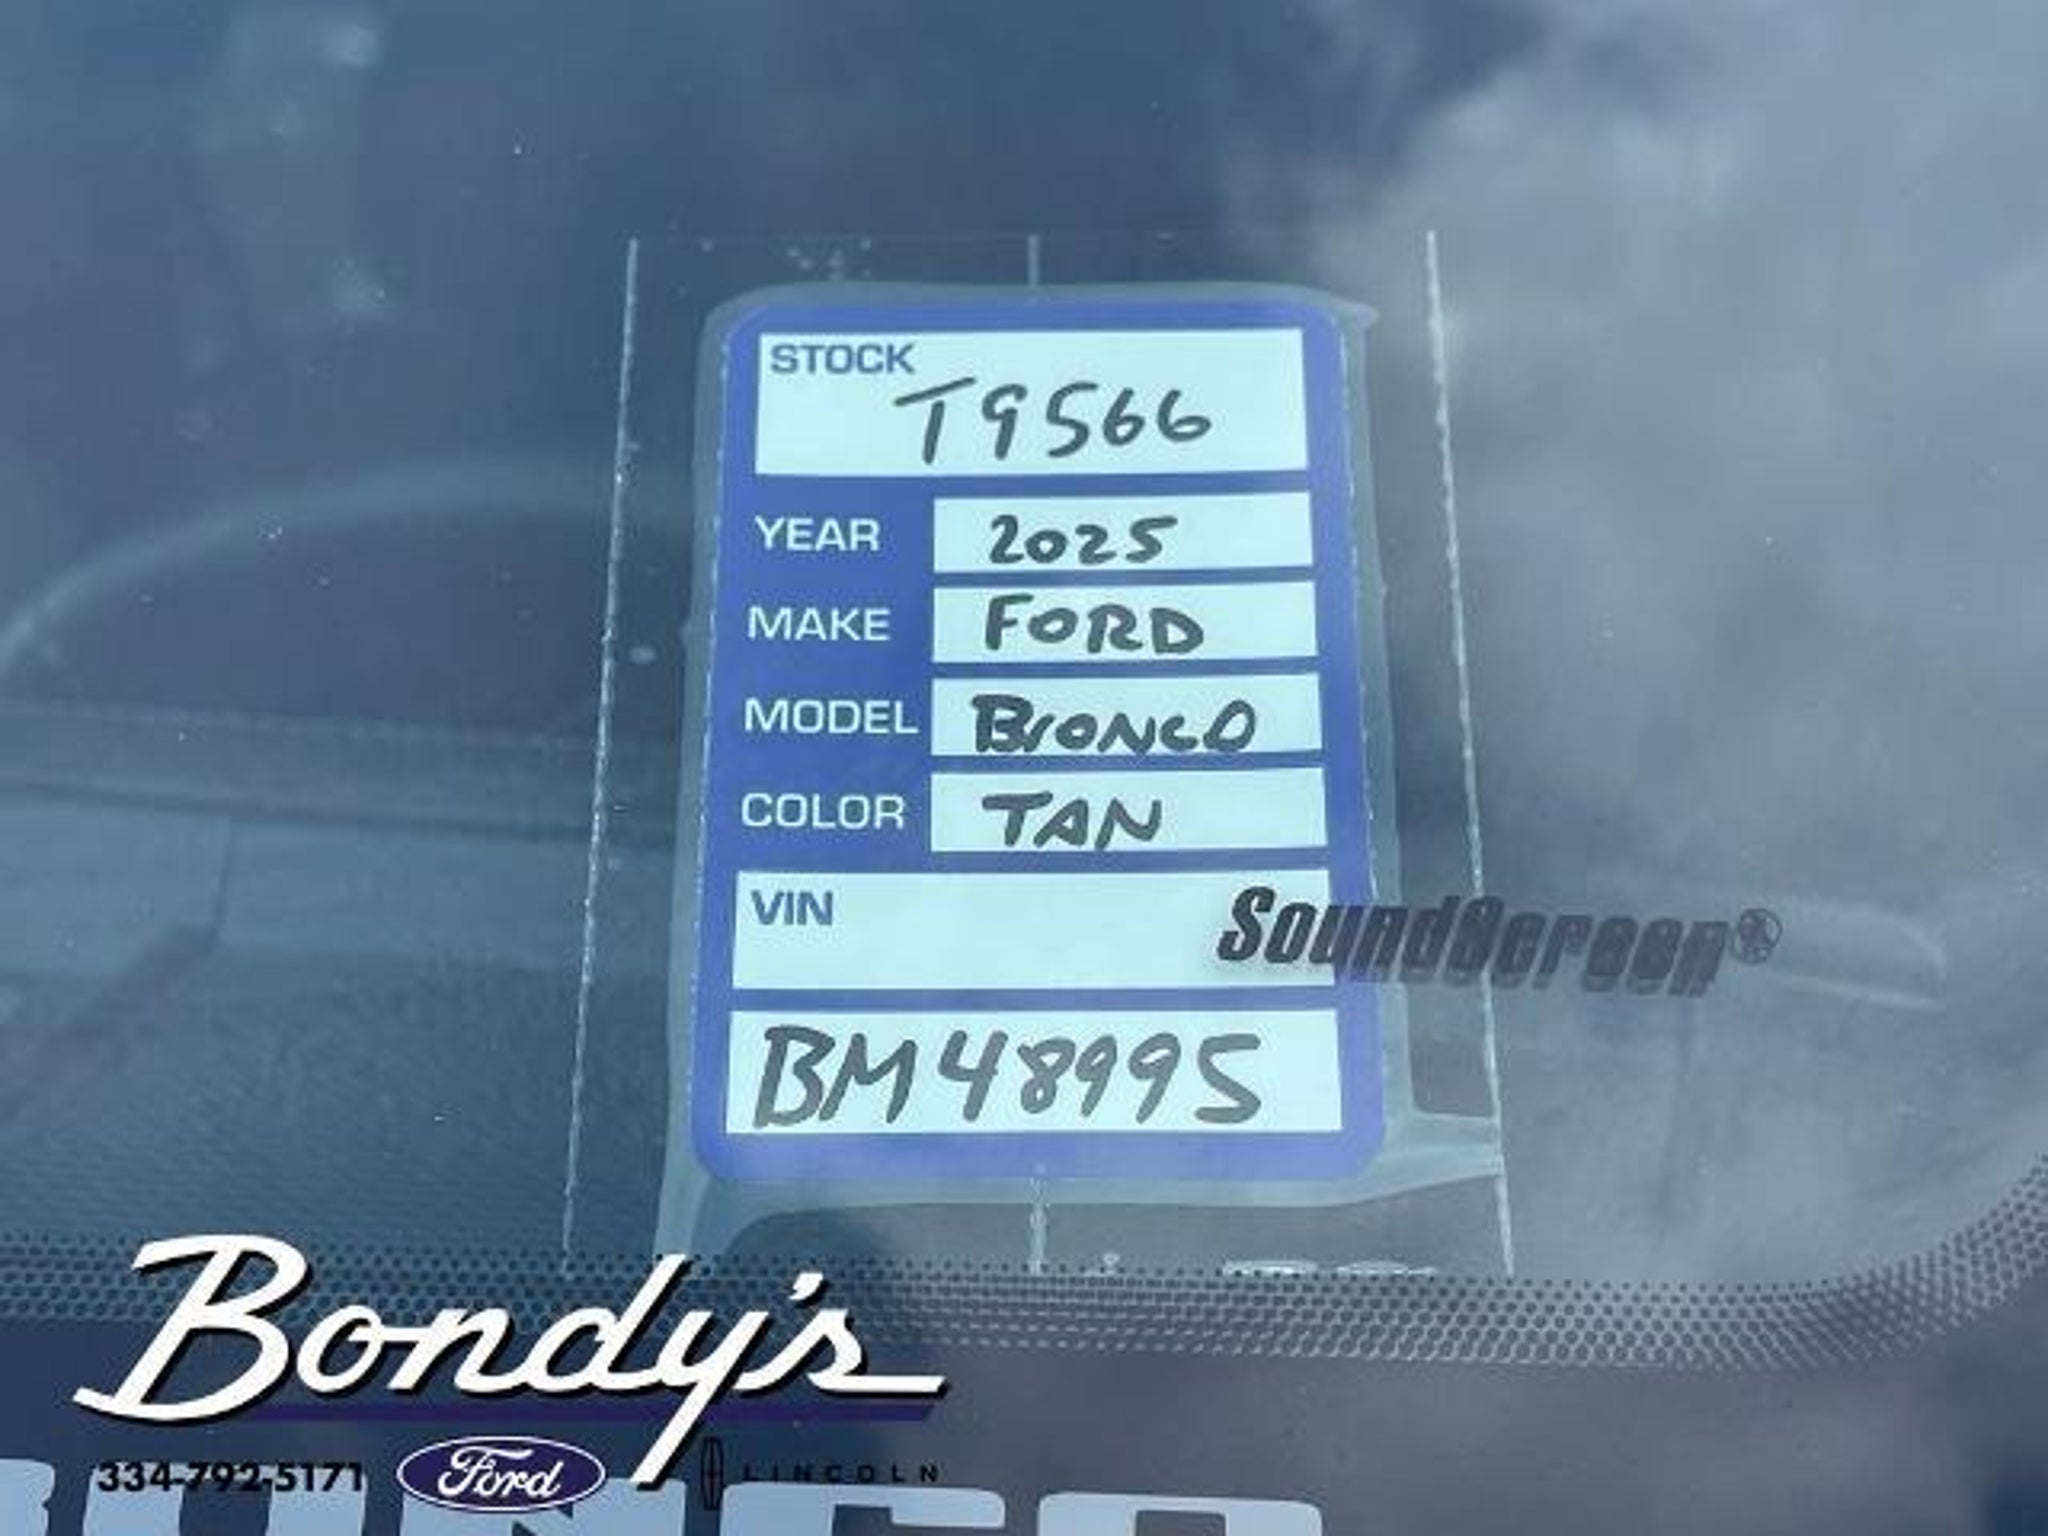 STOCK
T9566
YEAR 2025
MAKE FORD
MODEL BRONCO
COLOR TAN
VIN
SoundScreen®
BM48995
Bondy's
334-792-5171 Ford LINCOLN